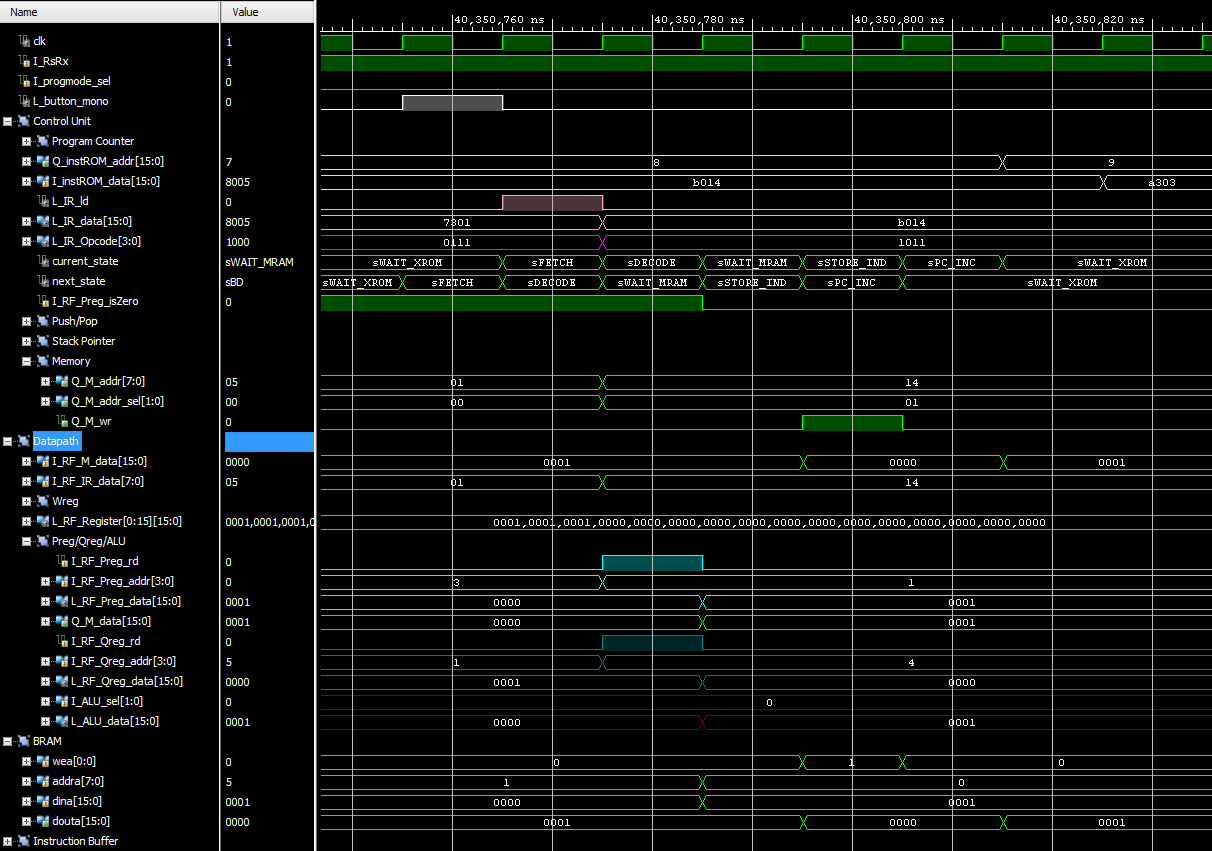 Name Value 40,350,760 ns 40,350,780 ns 40,350,800 ns 40,350,820 ns
clk 1
I_RsRx 1
I_progmode_sel 0
L_button_mono 0
Control Unit
Program Counter
Q_instROM_addr[15:0] 7 8 9
I_instROM_data[15:0] 8005 b014 a303
L_IR_ld 0
L_IR_data[15:0] 8005 7301 b014
L_IR_Opcode[3:0] 1000 0111 1011
current_state sWAIT_MRAM sWAIT_XROM sFETCH sDECODE sWAIT_MRAM sSTORE_IND sPC_INC sWAIT_XROM
next_state sBD sWAIT_XROM sFETCH sDECODE sWAIT_MRAM sSTORE_IND sPC_INC sWAIT_XROM
I_RF_Preg_isZero 0
Push/Pop
Stack Pointer
Memory
Q_M_addr[7:0] 05 01 14
Q_M_addr_sel[1:0] 00 00 01
Q_M_wr 0
Datapath
I_RF_M_data[15:0] 0000 0001 0000 0001
I_RF_IR_data[7:0] 05 01 14
Wreg
L_RF_Register[0:15][15:0] 0001,0001,0001,0 0001,0001,0001,0000,0000,0000,0000,0000,0000,0000,0000,0000,0000,0000,0000,0000
Preg/Qreg/ALU
I_RF_Preg_rd 0
I_RF_Preg_addr[3:0] 0 3 1
L_RF_Preg_data[15:0] 0001 0000 0001
Q_M_data[15:0] 0001 0000 0001
I_RF_Qreg_rd 0
I_RF_Qreg_addr[3:0] 5 1 4
L_RF_Qreg_data[15:0] 0000 0001 0000
I_ALU_sel[1:0] 0 0
L_ALU_data[15:0] 0001 0000 0001
BRAM
wea[0:0] 0 0 1 0
addra[7:0] 5 1 0
dina[15:0] 0001 0000 0001
douta[15:0] 0000 0001 0000 0001
Instruction Buffer